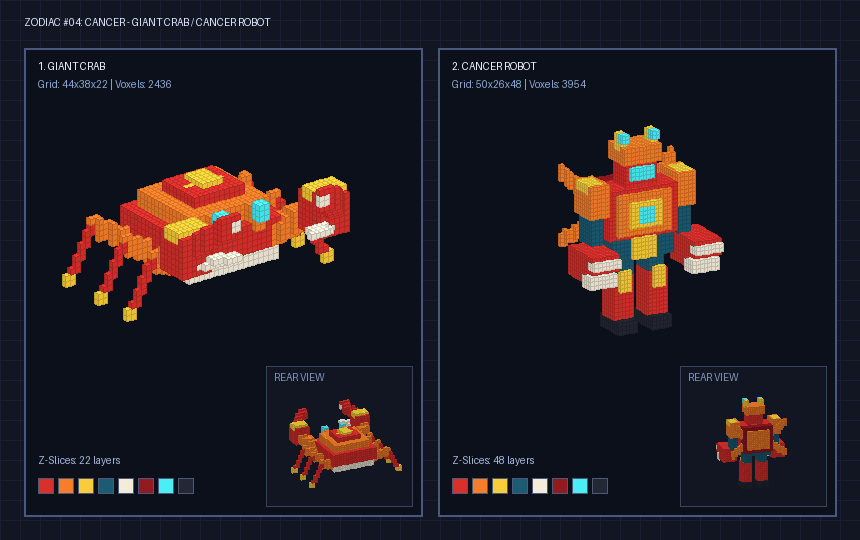 ZODIAC #04: CANCER - GIANT CRAB / CANCER ROBOT
1. GIANT CRAB
Grid: 44x38x22 | Voxels: 2436
REAR VIEW
Z-Slices: 22 layers
2. CANCER ROBOT
Grid: 50x26x48 | Voxels: 3954
REAR VIEW
Z-Slices: 48 layers